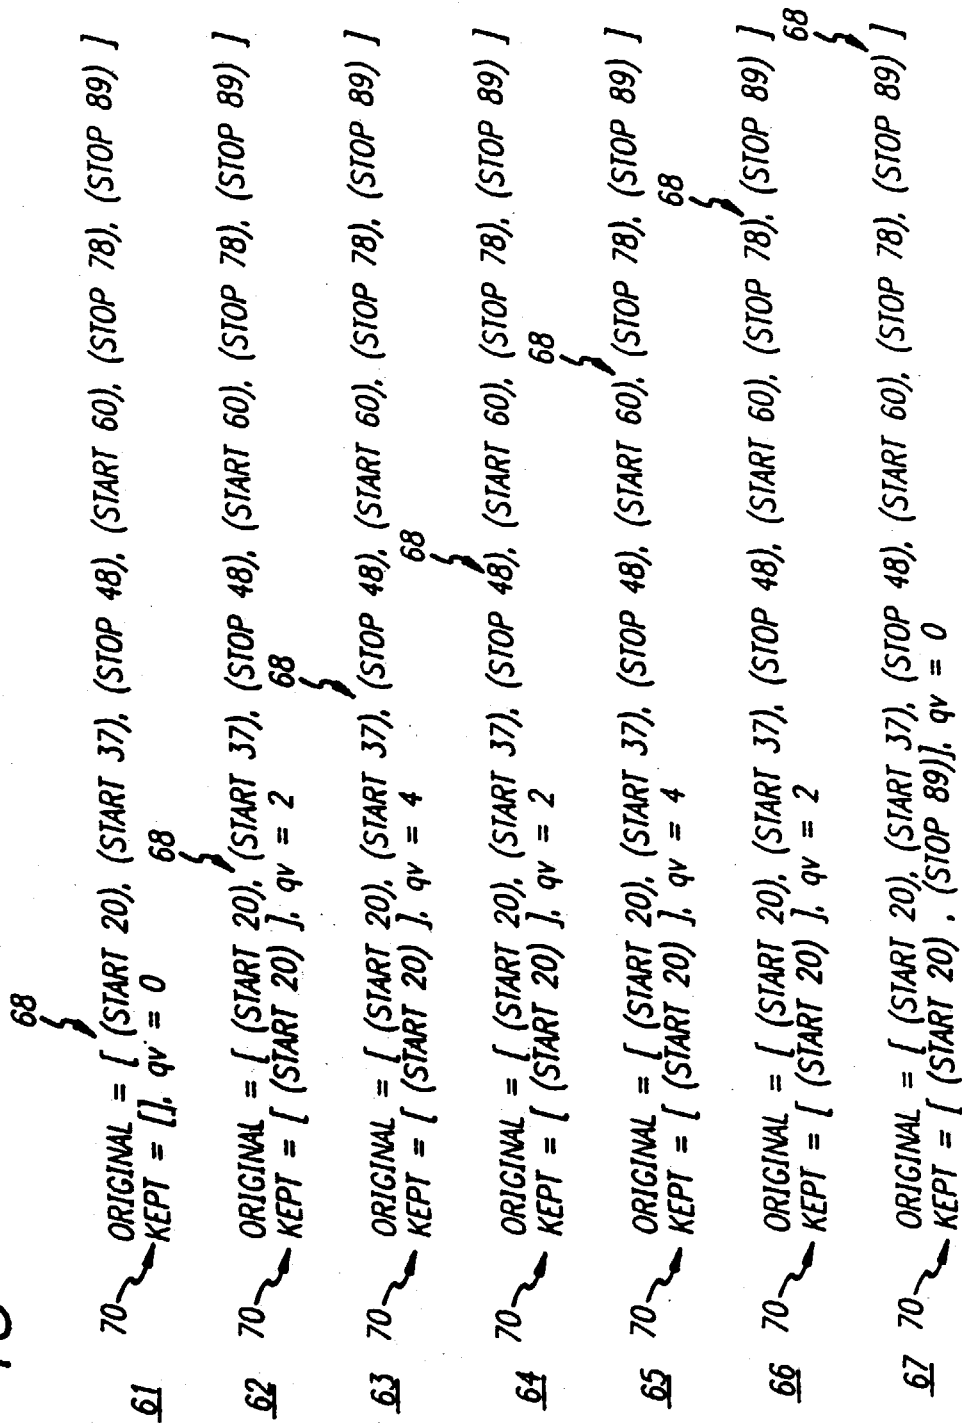 68
61 70 ORIGINAL = [ (START 20), (START 37), (STOP 48), (START 60), (STOP 78), (STOP 89) ]
KEPT = [], qv = 0
68
62 70 ORIGINAL = [ (START 20), (START 37), (STOP 48), (START 60), (STOP 78), (STOP 89) ]
KEPT = [ (START 20) ], qv = 2
68
63 70 ORIGINAL = [ (START 20), (START 37), (STOP 48), (START 60), (STOP 78), (STOP 89) ]
KEPT = [ (START 20) ], qv = 4
68
64 70 ORIGINAL = [ (START 20), (START 37), (STOP 48), (START 60), (STOP 78), (STOP 89) ]
KEPT = [ (START 20) ], qv = 2
68
65 70 ORIGINAL = [ (START 20), (START 37), (STOP 48), (START 60), (STOP 78), (STOP 89) ]
KEPT = [ (START 20) ], qv = 4
68
66 70 ORIGINAL = [ (START 20), (START 37), (STOP 48), (START 60), (STOP 78), (STOP 89) ]
KEPT = [ (START 20) ], qv = 2
68
67 70 ORIGINAL = [ (START 20), (START 37), (STOP 48), (START 60), (STOP 78), (STOP 89) ]
KEPT = [ (START 20) , (STOP 89)], qv = 0